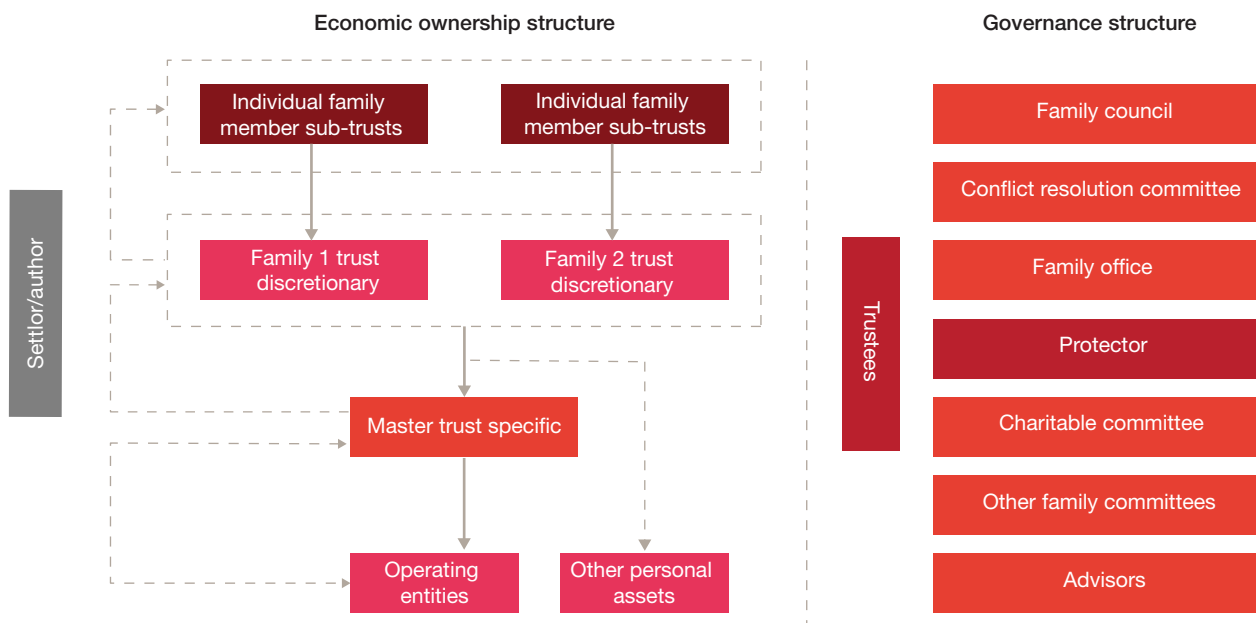 Economic ownership structure
Governance structure
Settlor/author
Individual family
member sub-trusts
Individual family
member sub-trusts
Family 1 trust
discretionary
Family 2 trust
discretionary
Master trust specific
Operating
entities
Other personal
assets
Trustees
Family council
Conflict resolution committee
Family office
Protector
Charitable committee
Other family committees
Advisors